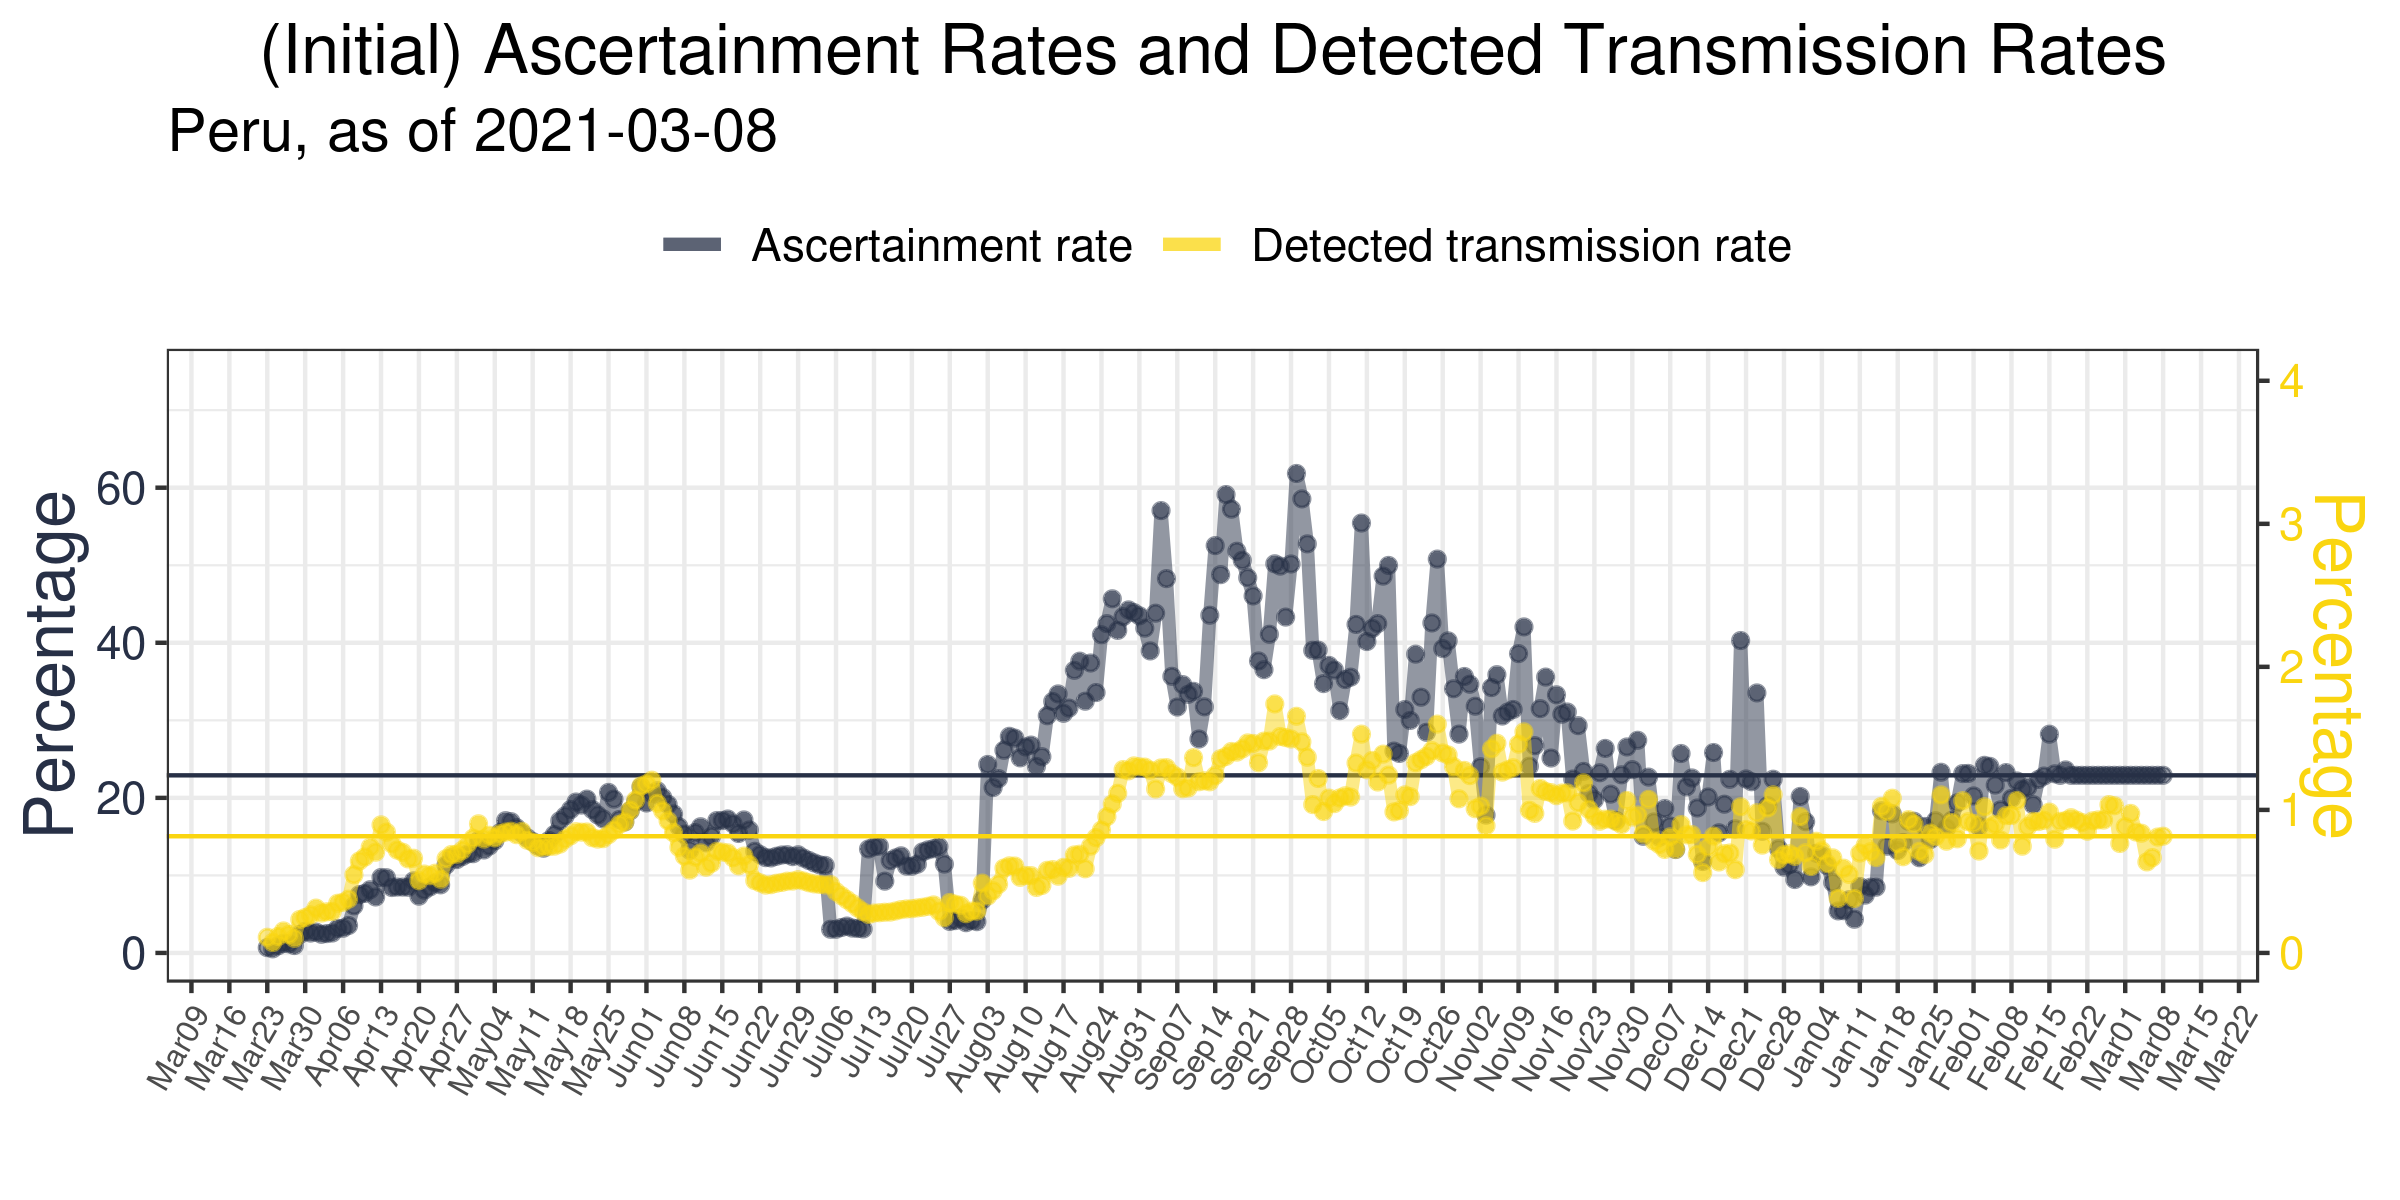 (Initial) Ascertainment Rates and Detected Transmission Rates
Peru, as of 2021-03-08
Ascertainment rate
Detected transmission rate
Percentage
60
40
20
0
4
3
2
1
0
Percentage
Mar09
Mar16
Mar23
Mar30
Apr06
Apr13
Apr20
Apr27
May04
May11
May18
May25
Jun01
Jun08
Jun15
Jun22
Jun29
Jul06
Jul13
Jul20
Jul27
Aug03
Aug10
Aug17
Aug24
Aug31
Sep07
Sep14
Sep21
Sep28
Oct05
Oct12
Oct19
Oct26
Nov02
Nov09
Nov16
Nov23
Nov30
Dec07
Dec14
Dec21
Dec28
Jan04
Jan11
Jan18
Jan25
Feb01
Feb08
Feb15
Feb22
Mar01
Mar08
Mar15
Mar22